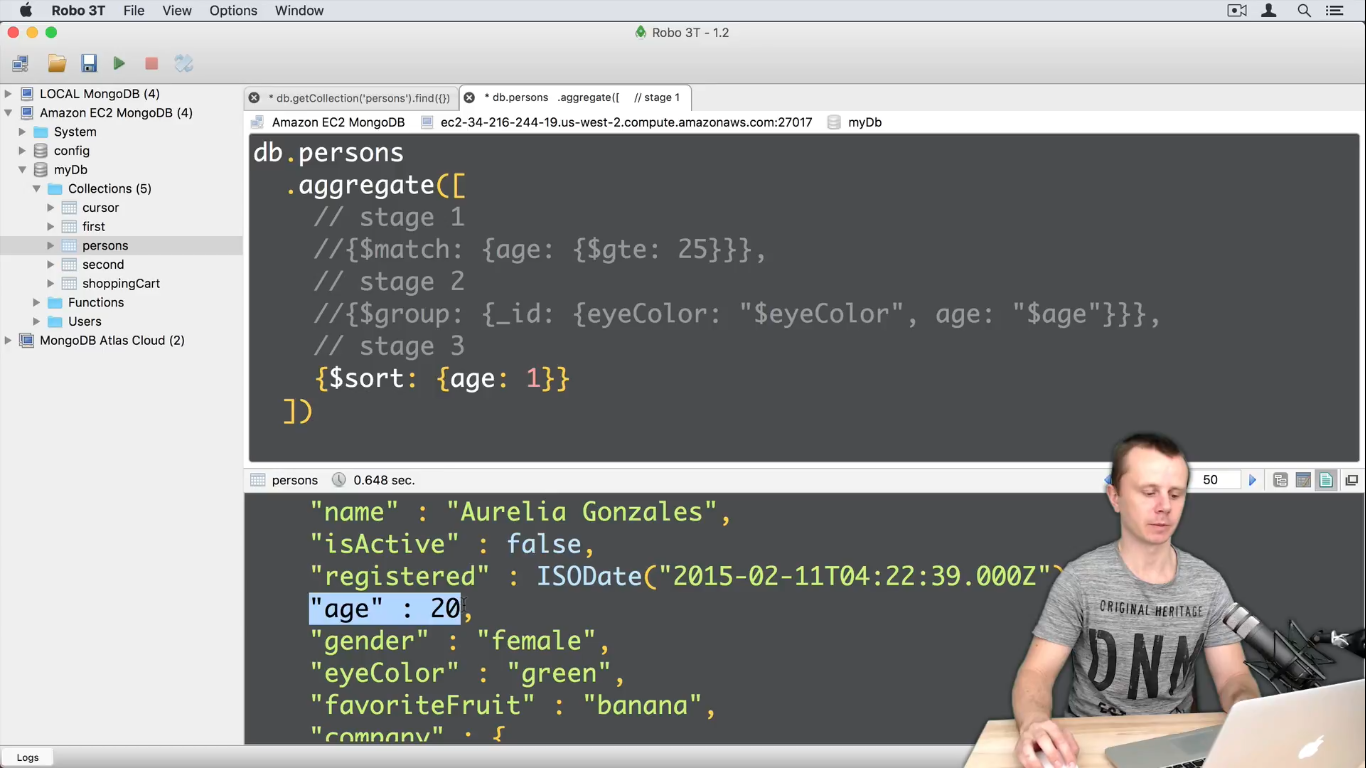 Robo 3T File View Options Window
Robo 3T - 1.2
LOCAL MongoDB (4)
Amazon EC2 MongoDB (4)
System
config
myDb
Collections (5)
cursor
first
persons
second
shoppingCart
Functions
Users
MongoDB Atlas Cloud (2)
* db.getCollection('persons').find({}) * db.persons .aggregate([ // stage 1
Amazon EC2 MongoDB ec2-34-216-244-19.us-west-2.compute.amazonaws.com:27017 myDb
db.persons
.aggregate([
// stage 1
//{$match: {age: {$gte: 25}}},
// stage 2
//{$group: {_id: {eyeColor: "$eyeColor", age: "$age"}}},
// stage 3
{$sort: {age: 1}}
])
persons 0.648 sec. 50
"name" : "Aurelia Gonzales",
"isActive" : false,
"registered" : ISODate("2015-02-11T04:22:39.000Z")
"age" : 20,
"gender" : "female",
"eyeColor" : "green",
"favoriteFruit" : "banana",
"company" : {
ORIGINAL HERITAGE
DNM
Logs